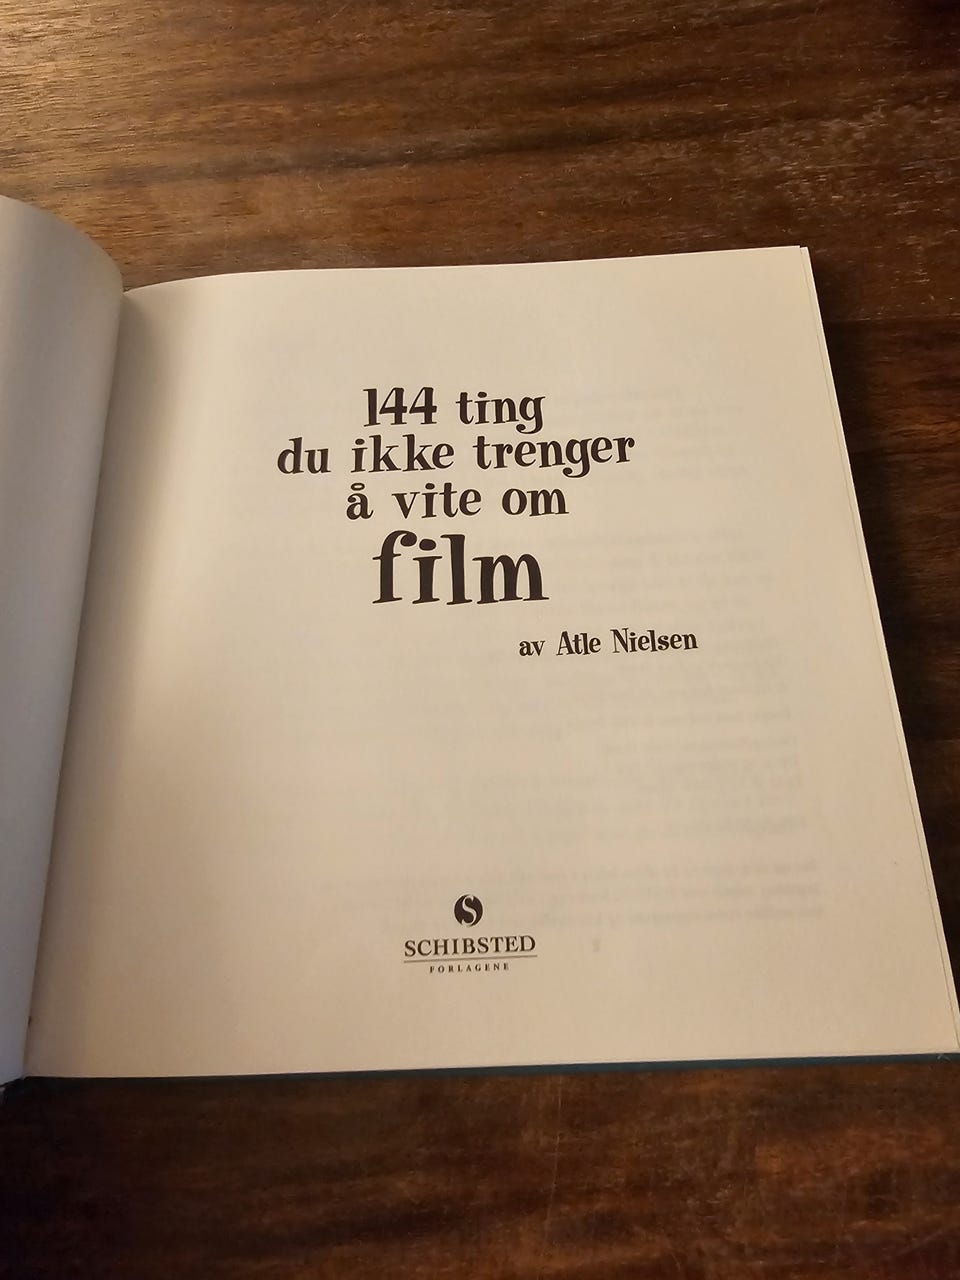 144 ting
du ikke trenger
å vite om
film
av Atle Nielsen
S
SCHIBSTED
FORLAGENE